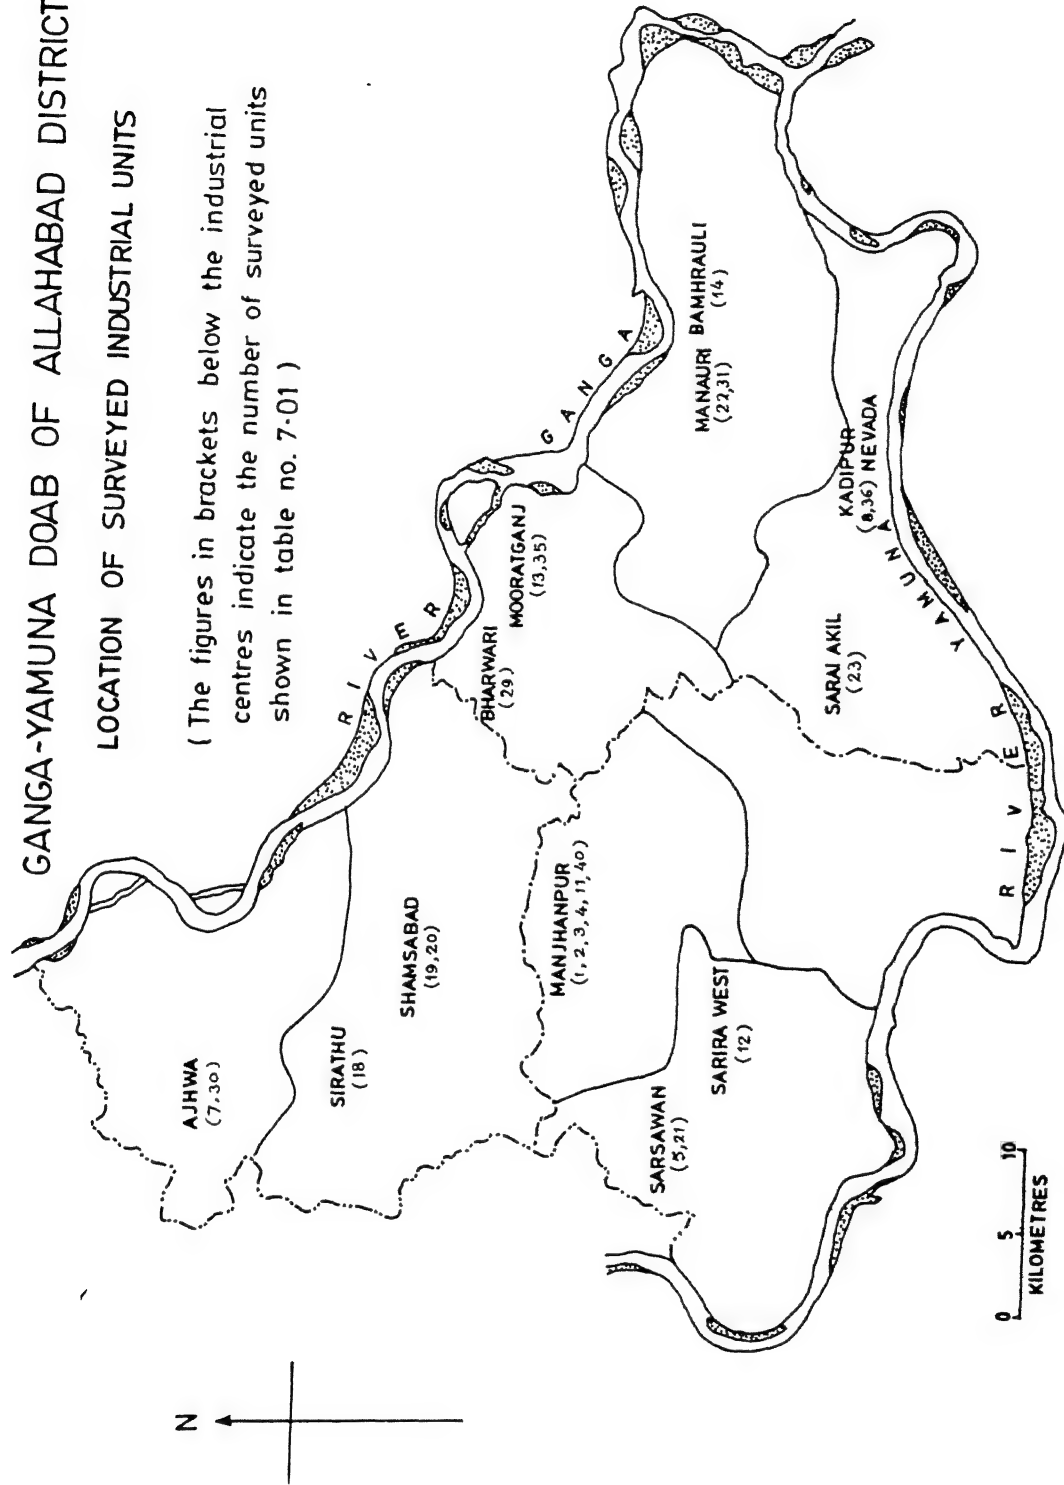 GANGA-YAMUNA DOAB OF ALLAHABAD DISTRICT
LOCATION OF SURVEYED INDUSTRIAL UNITS
(The figures in brackets below the industrial
centres indicate the number of surveyed units
shown in table no. 7-01)
N
RIVER GANGA
AJHWA
(7,30)
SIRATHU
(18)
SHAMSABAD
(19,20)
BHARWARI
(29)
MOORATGANJ
(13,35)
MANJHANPUR
(1, 2, 3, 4, 11, 40)
SARSAWAN
(5,21)
SARIRA WEST
(12)
MANAURI
(22,31)
BAMHRAULI
(14)
SARAI AKIL
(23)
KADIPUR
(8,36) NEVADA
RIVER YAMUNA
0 5 10
KILOMETRES